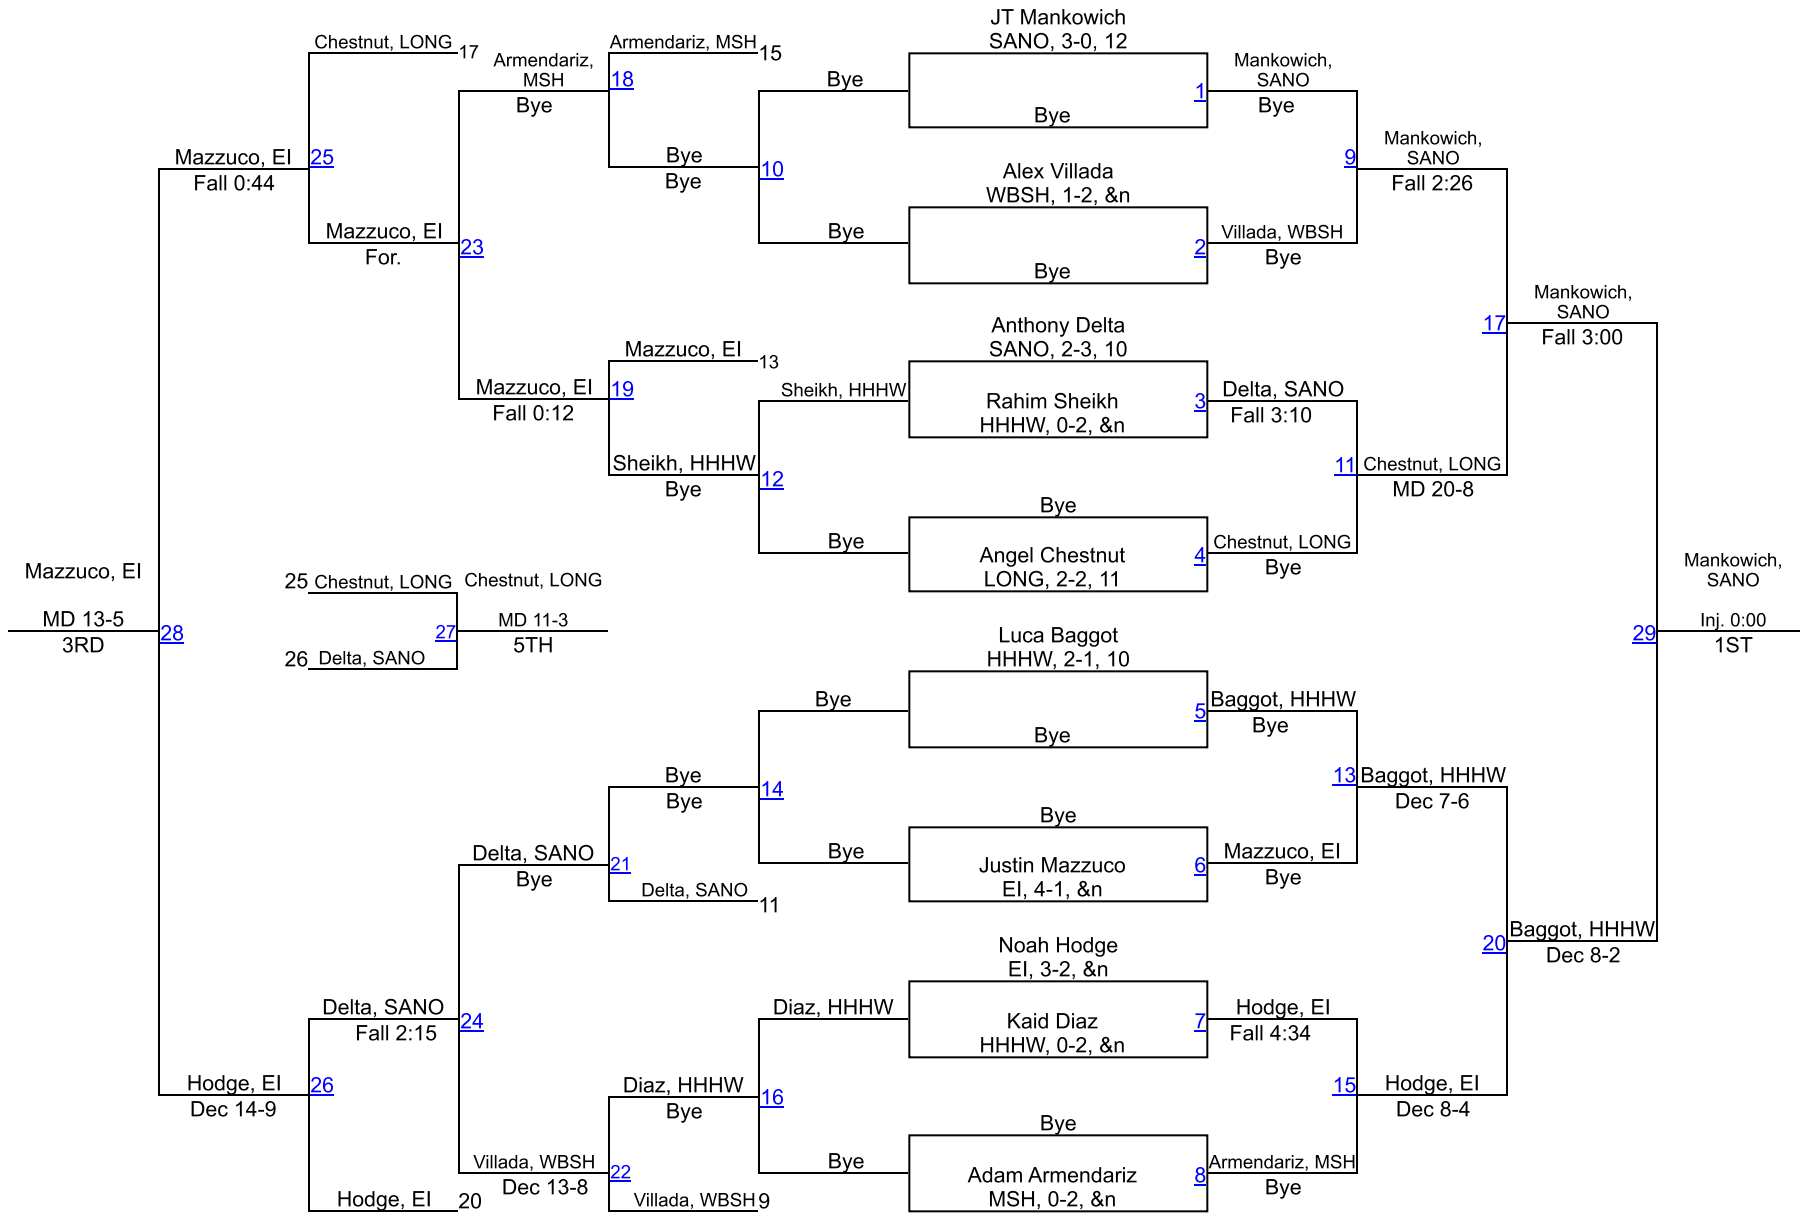 JT Mankowich
SANO, 3-0, 12
Chestnut, LONG
17
Armendariz, MSH
15
Armendariz,
MSH
Bye
18
Bye
1
Mankowich,
SANO
Bye
Bye
Mazzuco, EI
Fall 0:44
25
Bye
Bye
10
9
Mankowich,
SANO
Fall 2:26
Alex Villada
WBSH, 1-2, &n
Mazzuco, EI
For.
23
Bye
2
Villada, WBSH
Bye
Bye
Anthony Delta
SANO, 2-3, 10
17
Mankowich,
SANO
Fall 3:00
Mazzuco, EI
13
Mazzuco, EI
Fall 0:12
19
Sheikh, HHHW
Rahim Sheikh
HHHW, 0-2, &n
3
Delta, SANO
Fall 3:10
Sheikh, HHHW
Bye
12
11
Chestnut, LONG
MD 20-8
Bye
Bye
Angel Chestnut
LONG, 2-2, 11
4
Chestnut, LONG
Bye
Mazzuco, EI
MD 13-5
3RD
28
25
Chestnut, LONG
Chestnut, LONG
27
MD 11-3
5TH
26
Delta, SANO
Luca Baggot
HHHW, 2-1, 10
29
Mankowich,
SANO
Inj. 0:00
1ST
Bye
5
Baggot, HHHW
Bye
Bye
Bye
Bye
14
13
Baggot, HHHW
Dec 7-6
Bye
Delta, SANO
Bye
21
Bye
Justin Mazzuco
EI, 4-1, &n
6
Mazzuco, EI
Bye
Delta, SANO
11
Noah Hodge
EI, 3-2, &n
20
Baggot, HHHW
Dec 8-2
Delta, SANO
Fall 2:15
24
Diaz, HHHW
Kaid Diaz
HHHW, 0-2, &n
7
Hodge, EI
Fall 4:34
Hodge, EI
Dec 14-9
26
Diaz, HHHW
Bye
16
15
Hodge, EI
Dec 8-4
Bye
Villada, WBSH
Dec 13-8
22
Bye
Adam Armendariz
MSH, 0-2, &n
8
Armendariz, MSH
Bye
Hodge, EI
20
Villada, WBSH
9